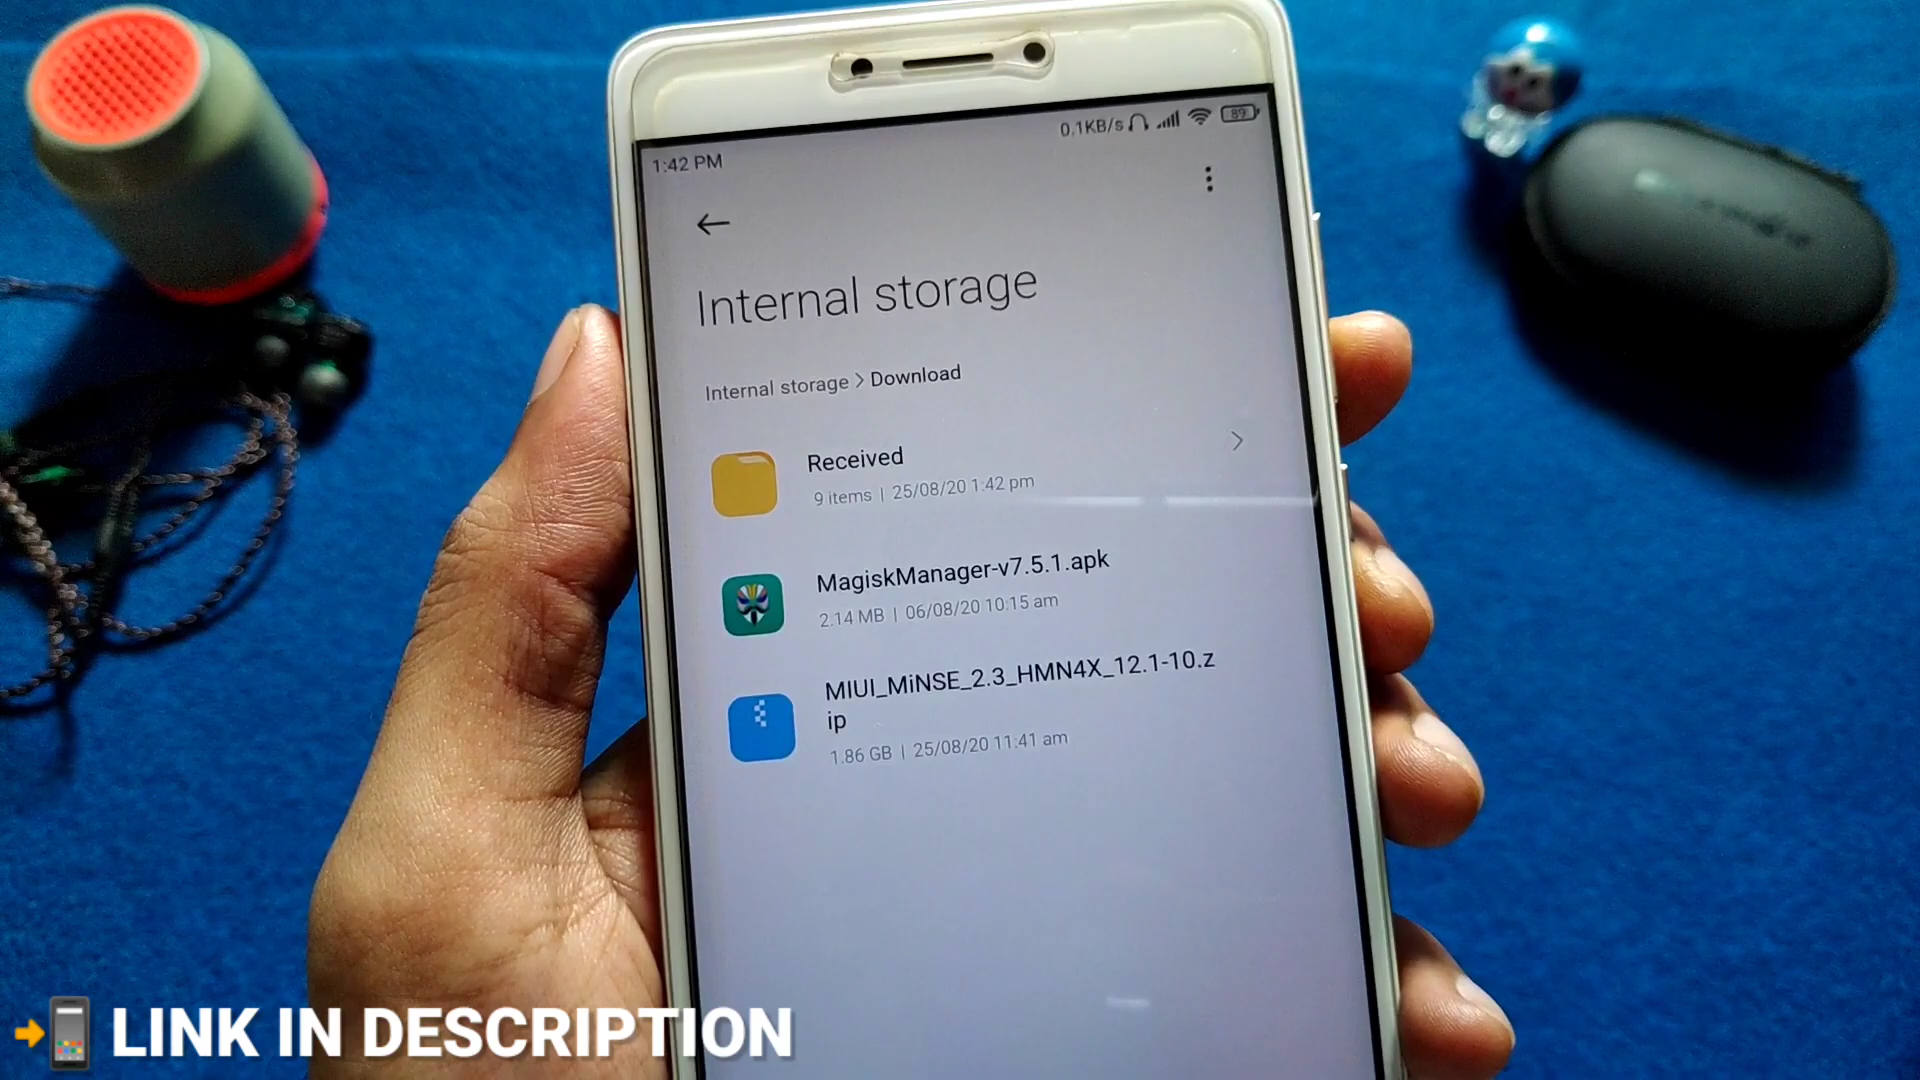 0.1KB/s 89
1:42 PM
Internal storage
Internal storage > Download
Received
9 items | 25/08/20 1:42 pm
MagiskManager-v7.5.1.apk
2.14 MB | 06/08/20 10:15 am
MIUI_MiNSE_2.3_HMN4X_12.1-10.z
ip
1.86 GB | 25/08/20 11:41 am
LINK IN DESCRIPTION